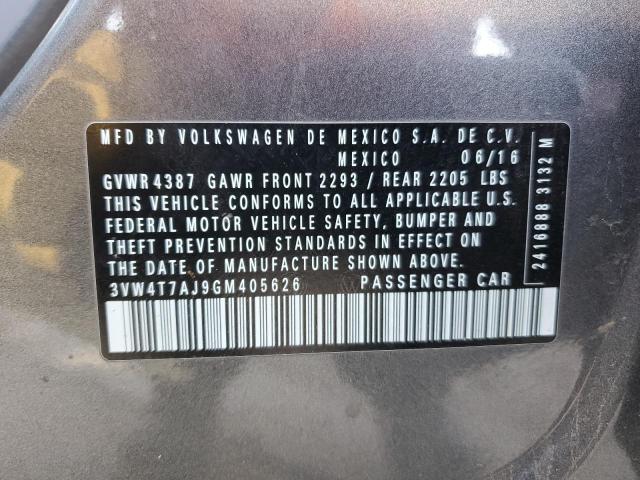 MFD BY VOLKSWAGEN DE MEXICO S.A. DE C.V.
MEXICO 06/16
GVWR 4387 GAWR FRONT 2293 / REAR 2205 LBS
THIS VEHICLE CONFORMS TO ALL APPLICABLE U.S.
FEDERAL MOTOR VEHICLE SAFETY, BUMPER AND
THEFT PREVENTION STANDARDS IN EFFECT ON
THE DATE OF MANUFACTURE SHOWN ABOVE.
3VW4T7AJ9GM405626 PASSENGER CAR
2416888 3132 M